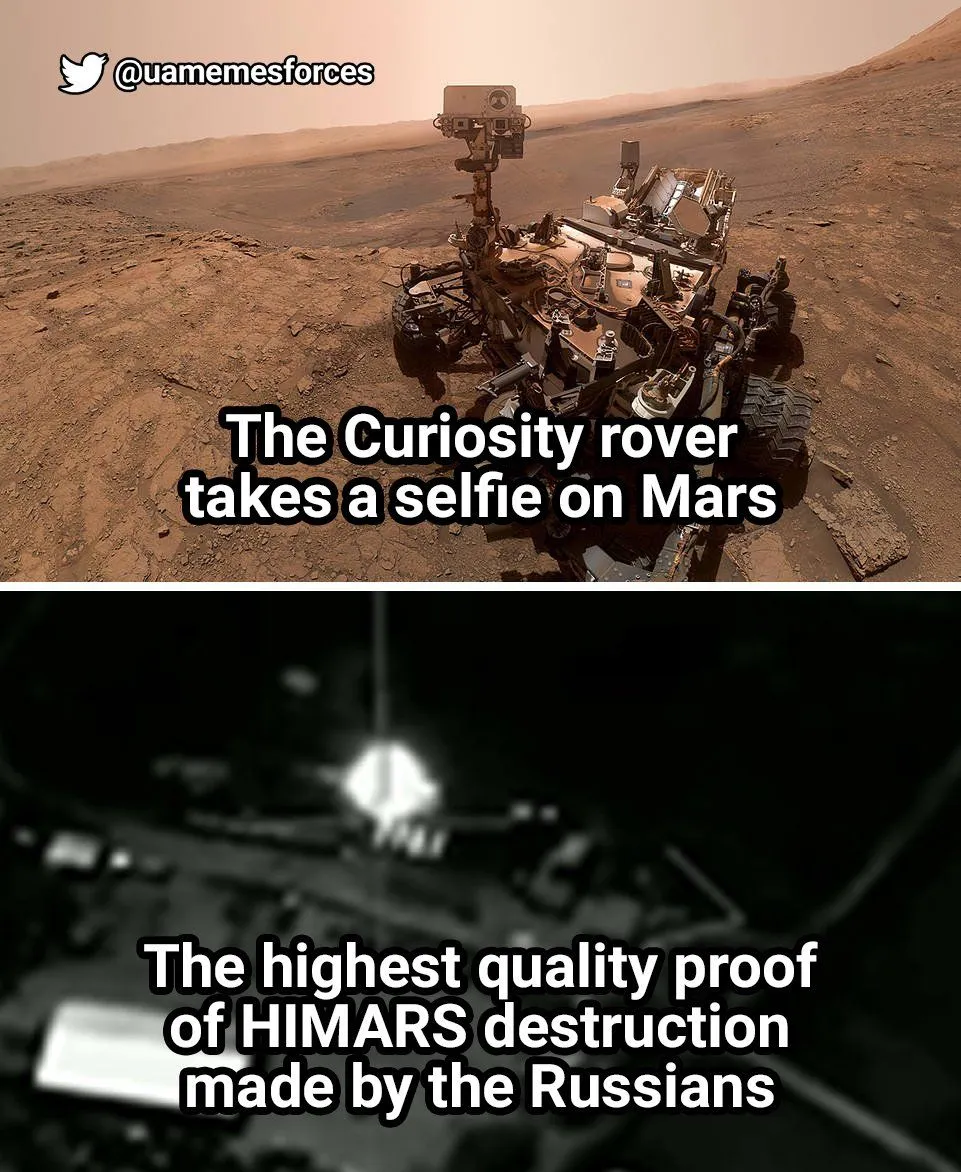 @uamemesforces
The Curiosity rover
takes a selfie on Mars
The highest quality proof
of HIMARS destruction
made by the Russians